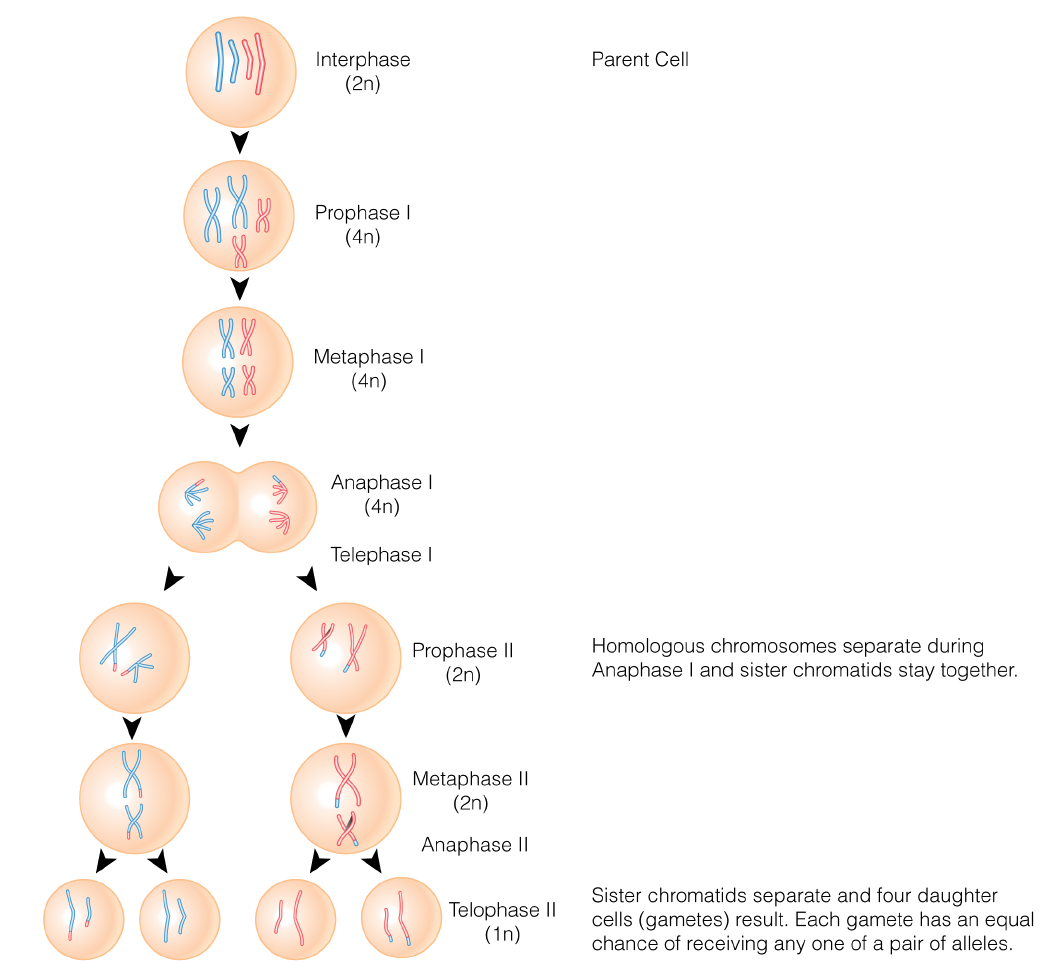 Interphase
(2n)
Parent Cell
Prophase I
(4n)
Metaphase I
(4n)
Anaphase I
(4n)
Telephase I
Prophase II
(2n)
Homologous chromosomes separate during
Anaphase I and sister chromatids stay together.
Metaphase II
(2n)
Anaphase II
Telophase II
(1n)
Sister chromatids separate and four daughter
cells (gametes) result. Each gamete has an equal
chance of receiving any one of a pair of alleles.